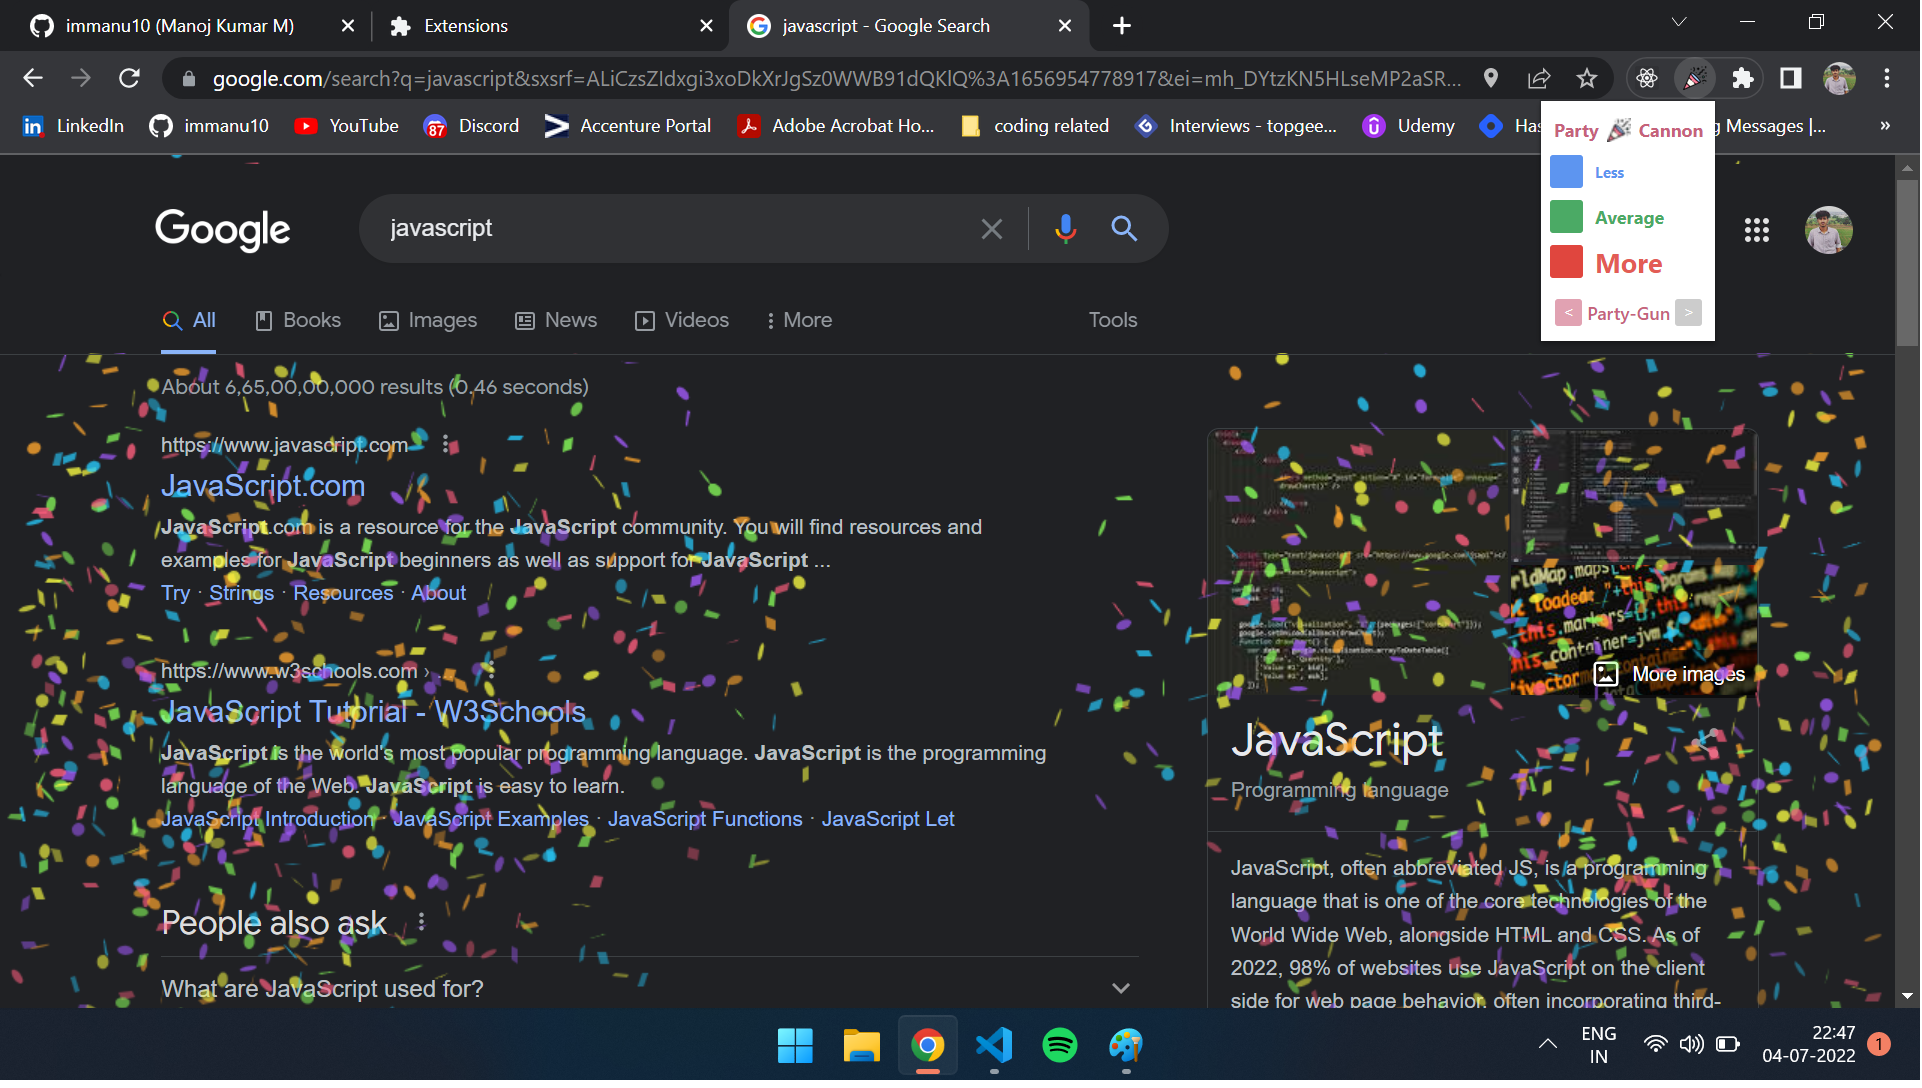 immanu10 (Manoj Kumar M)
Extensions
javascript - Google Search
google.com/search?q=javascript&sxsrf=ALiCzsZIdxgi3xoDkXrJgSz0WWB91dQKlQ%3A1656954778917&ei=mh_DYtzKN5HLseMP2aSR...
LinkedIn
immanu10
YouTube
87
Discord
Accenture Portal
Adobe Acrobat Ho...
coding related
Interviews - topgee...
Udemy
Messages |...
»
Party Cannon
Less
Average
More
< Party-Gun >
Google
javascript
All
Books
Images
News
Videos
More
Tools
About 6,65,00,00,000 results (0.46 seconds)
https://www.javascript.com
JavaScript.com
JavaScript.com is a resource for the JavaScript community. You will find resources and
examples for JavaScript beginners as well as support for JavaScript ...
Try · Strings · Resources · About
https://www.w3schools.com › ...
JavaScript Tutorial - W3Schools
JavaScript is the world's most popular programming language. JavaScript is the programming
language of the Web. JavaScript is easy to learn.
JavaScript Introduction · JavaScript Examples · JavaScript Functions · JavaScript Let
People also ask
What are JavaScript used for?
More images
JavaScript
Programming language
JavaScript, often abbreviated JS, is a programming
language that is one of the core technologies of the
World Wide Web, alongside HTML and CSS. As of
2022, 98% of websites use JavaScript on the client
side for web page behavior, often incorporating third-
ENG
IN
22:47
04-07-2022
1